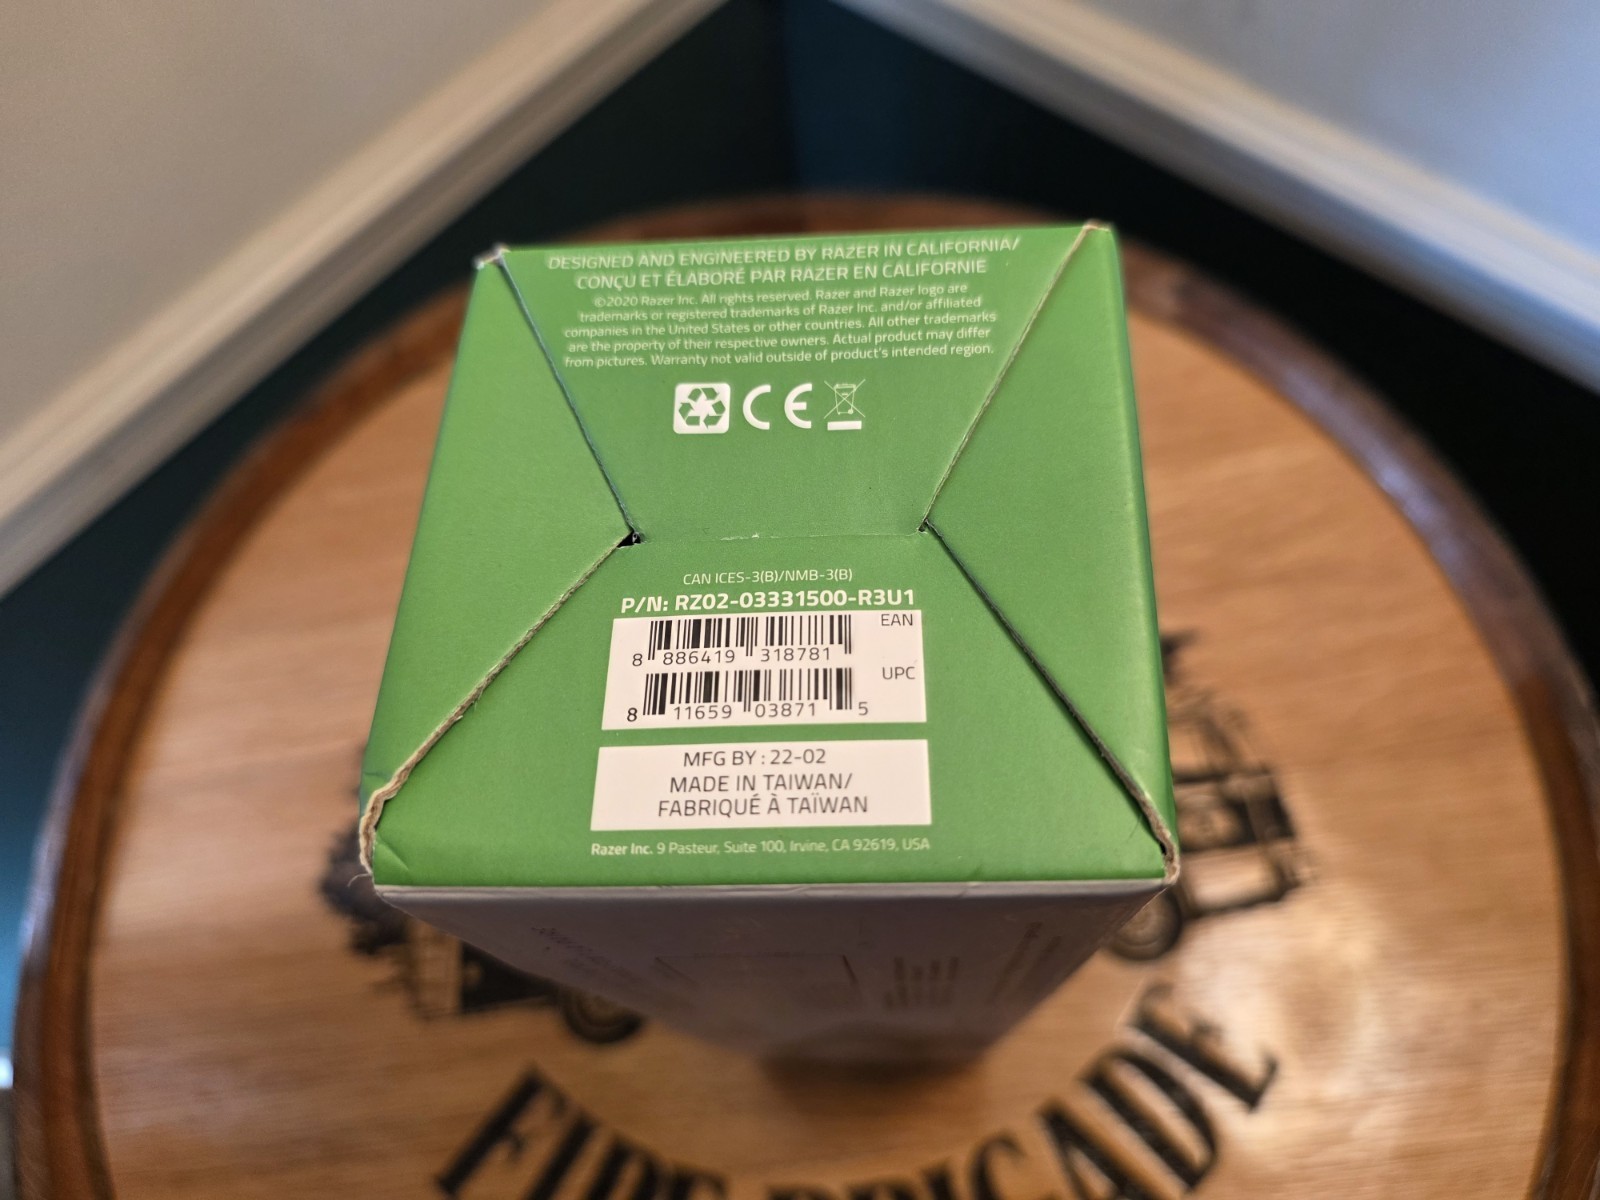 DESIGNED AND ENGINEERED BY RAZER IN CALIFORNIA/
CONÇU ET ÉLABORÉ PAR RAZER EN CALIFORNIE
©2020 Razer Inc. All rights reserved. Razer and Razer logo are
trademarks or registered trademarks of Razer Inc. and/or affiliated
companies in the United States or other countries. All other trademarks
are the property of their respective owners. Actual product may differ
from pictures. Warranty not valid outside of product's intended region.
CE
CAN ICES-3(B)/NMB-3(B)
P/N: RZ02-03331500-R3U1
EAN
8 886419 318781
UPC
8 11659 03871 5
MFG BY : 22-02
MADE IN TAIWAN/
FABRIQUÉ À TAÏWAN
Razer Inc. 9 Pasteur, Suite 100, Irvine, CA 92619, USA
FIRE BRIGADE